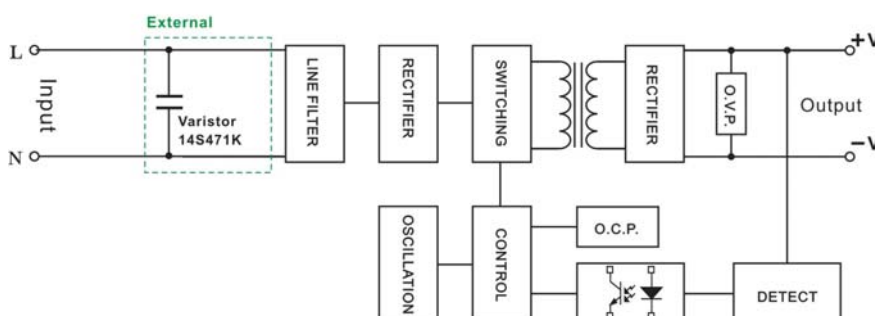 External
L
N
Input
Varistor
14S471K
LINE FILTER
RECTIFIER
SWITCHING
RECTIFIER
O.V.P.
+V
Output
−V
OSCILLATION
CONTROL
O.C.P.
DETECT